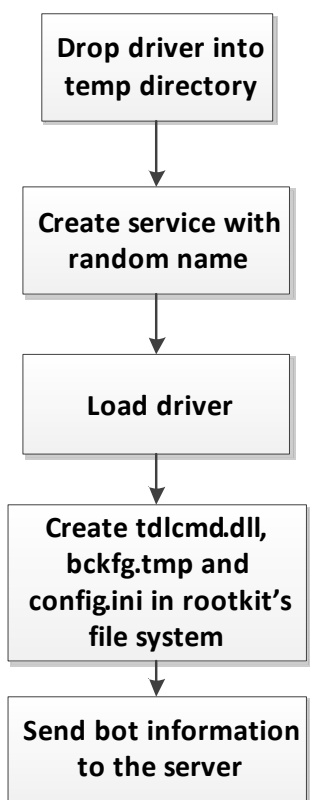 Drop driver into
temp directory
Create service with
random name
Load driver
Create tdlcmd.dll,
bckfg.tmp and
config.ini in rootkit’s
file system
Send bot information
to the server